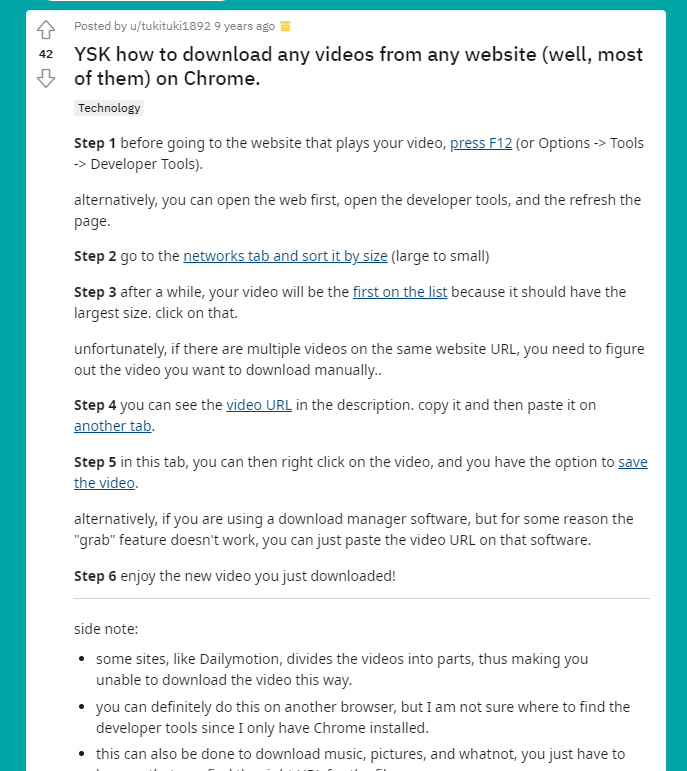 Posted by u/tukituki1892 9 years ago
42
YSK how to download any videos from any website (well, most
of them) on Chrome.
Technology
Step 1 before going to the website that plays your video, press F12 (or Options -> Tools
-> Developer Tools).
alternatively, you can open the web first, open the developer tools, and the refresh the
page.
Step 2 go to the networks tab and sort it by size (large to small)
Step 3 after a while, your video will be the first on the list because it should have the
largest size. click on that.
unfortunately, if there are multiple videos on the same website URL, you need to figure
out the video you want to download manually..
Step 4 you can see the video URL in the description. copy it and then paste it on
another tab.
Step 5 in this tab, you can then right click on the video, and you have the option to save
the video.
alternatively, if you are using a download manager software, but for some reason the
"grab" feature doesn't work, you can just paste the video URL on that software.
Step 6 enjoy the new video you just downloaded!
side note:
• some sites, like Dailymotion, divides the videos into parts, thus making you
unable to download the video this way.
• you can definitely do this on another browser, but I am not sure where to find the
developer tools since I only have Chrome installed.
• this can also be done to download music, pictures, and whatnot, you just have to